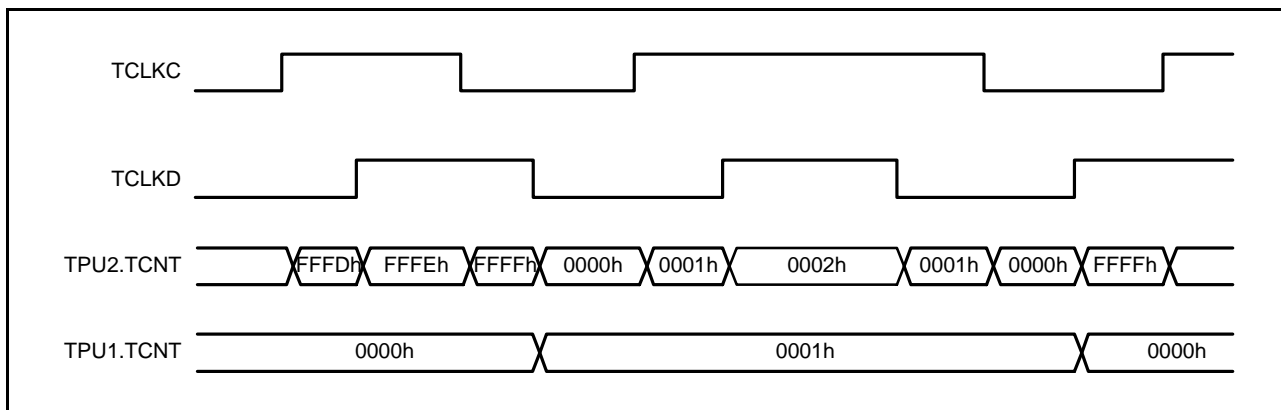 TCLKC
TCLKD
TPU2.TCNT FFFDh FFFEh FFFFh 0000h 0001h 0002h 0001h 0000h FFFFh
TPU1.TCNT 0000h 0001h 0000h